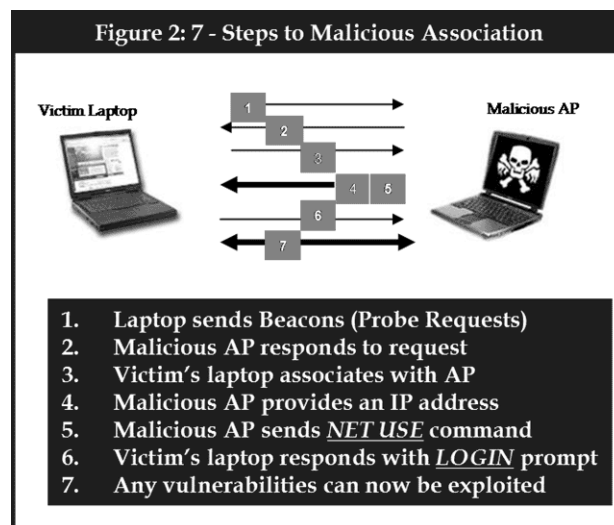 Figure 2: 7 - Steps to Malicious Association
Victim Laptop
Malicious AP
1
2
3
4 5
6
7
1. Laptop sends Beacons (Probe Requests)
2. Malicious AP responds to request
3. Victim's laptop associates with AP
4. Malicious AP provides an IP address
5. Malicious AP sends NET USE command
6. Victim's laptop responds with LOGIN prompt
7. Any vulnerabilities can now be exploited